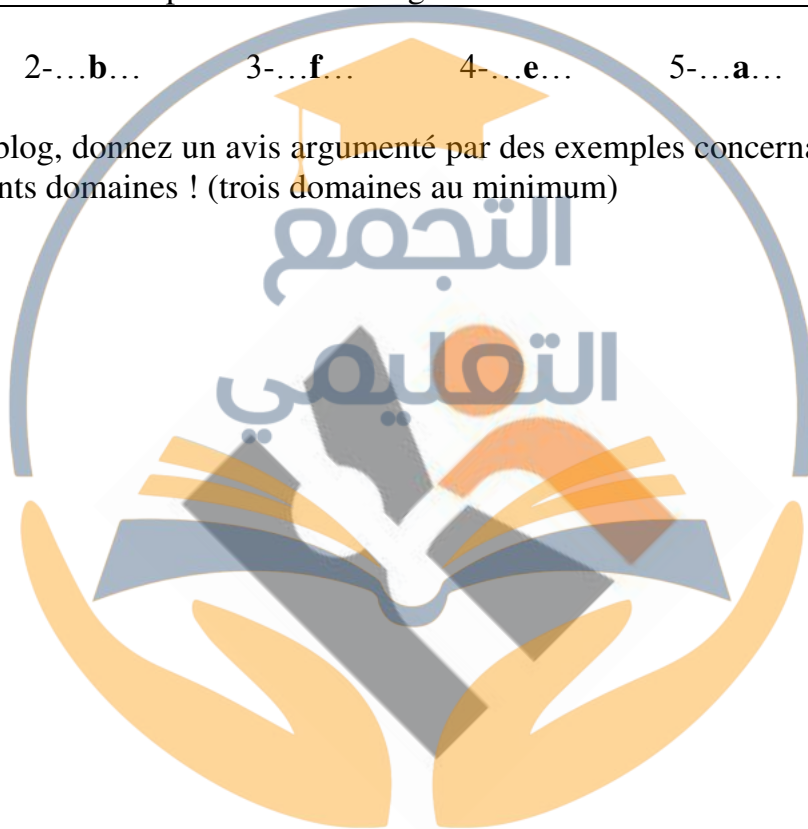 2-…b… 3-…f… 4-…e… 5-…a…
blog, donnez un avis argumenté par des exemples concerna
nts domaines ! (trois domaines au minimum)
التجمع
التعليمي